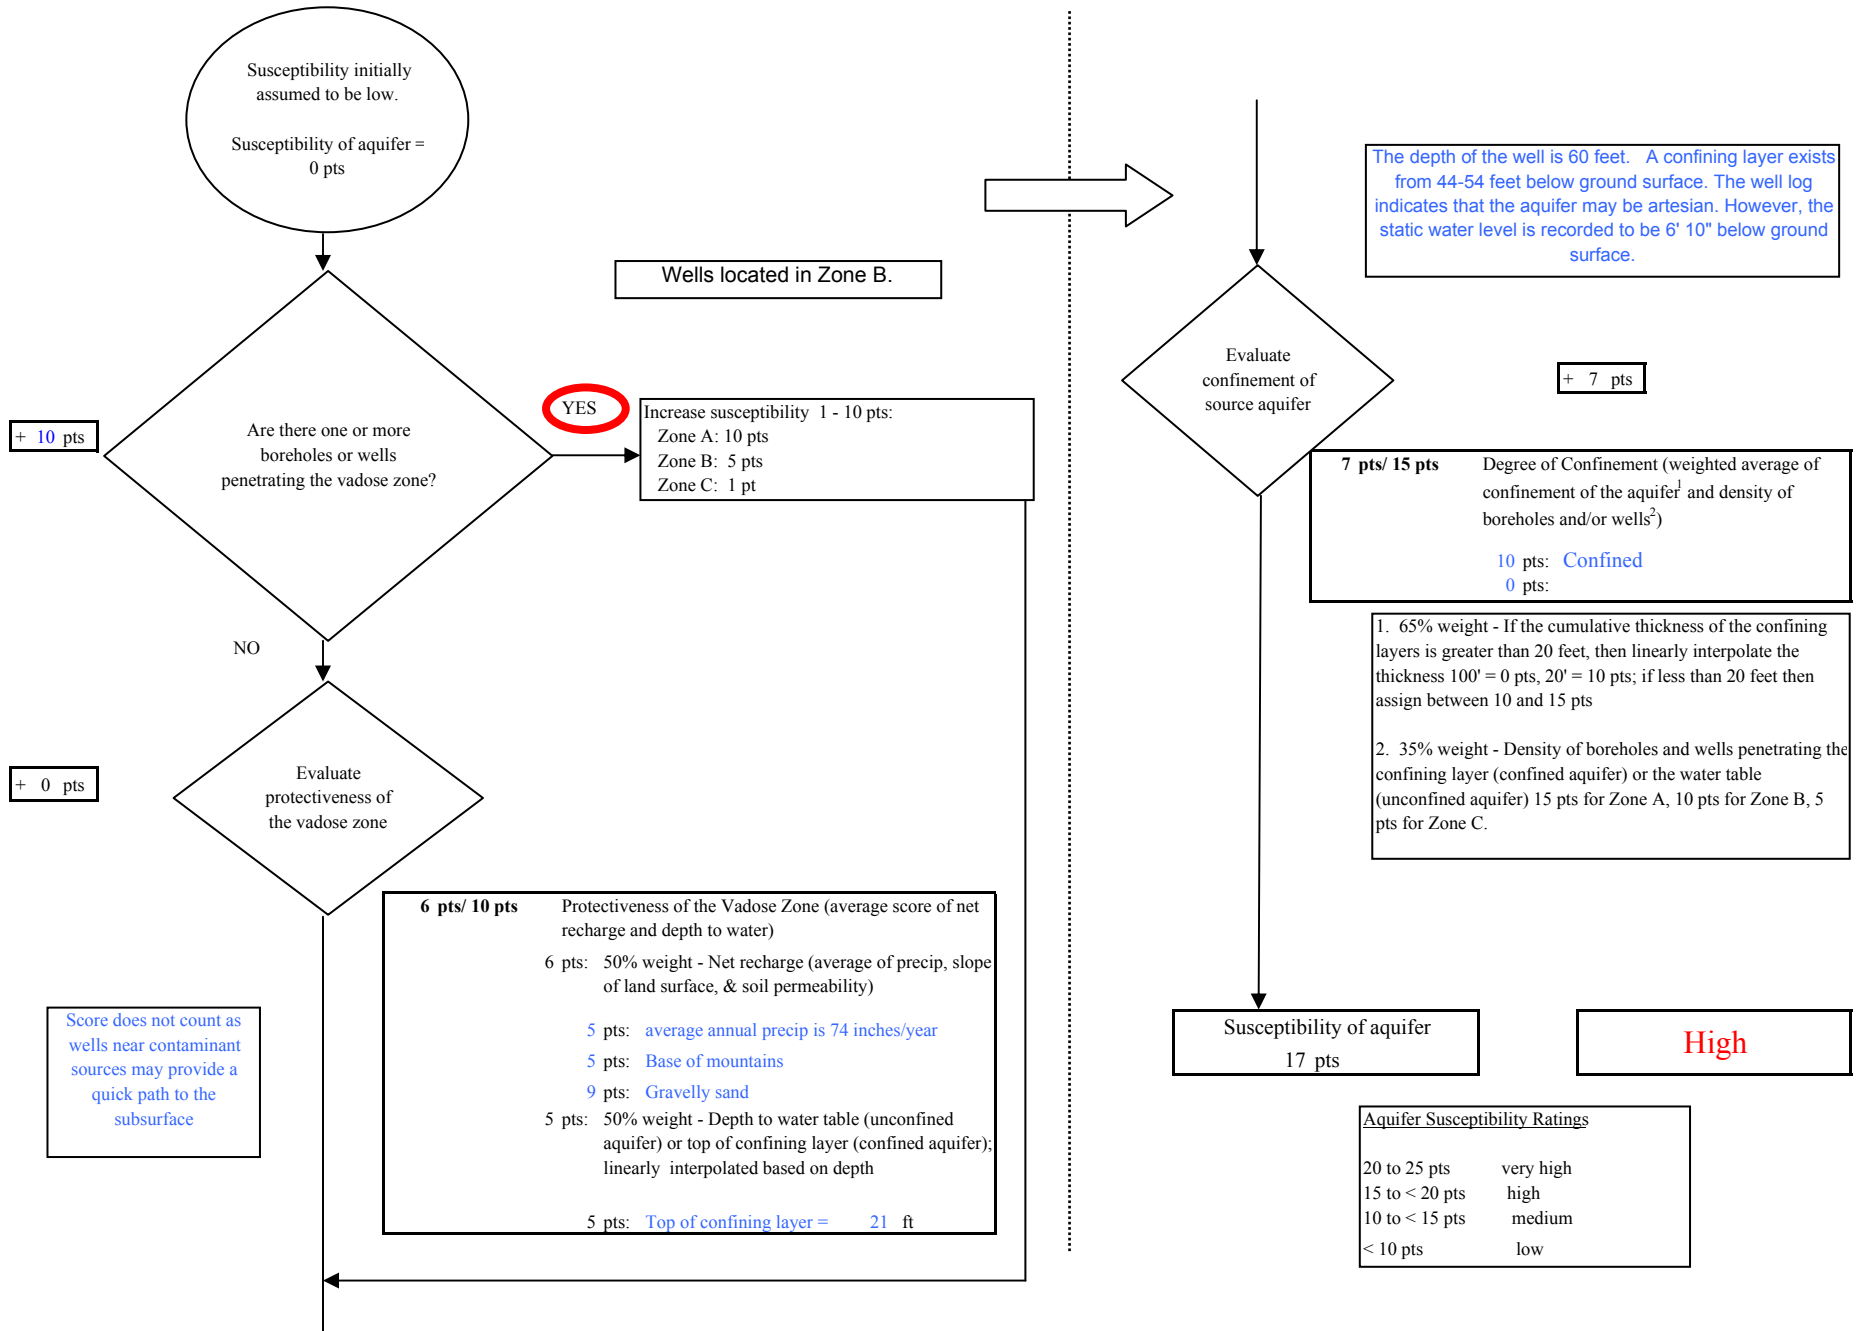 Susceptibility initially
assumed to be low.
Susceptibility of aquifer =
0 pts
Wells located in Zone B.
+ 10 pts
Are there one or more
boreholes or wells
penetrating the vadose zone?
YES
Increase susceptibility 1 - 10 pts:
Zone A: 10 pts
Zone B: 5 pts
Zone C: 1 pt
NO
+ 0 pts
Evaluate
protectiveness of
the vadose zone
6 pts/ 10 pts Protectiveness of the Vadose Zone (average score of net
recharge and depth to water)
6 pts: 50% weight - Net recharge (average of precip, slope
of land surface, & soil permeability)
5 pts: average annual precip is 74 inches/year
5 pts: Base of mountains
9 pts: Gravelly sand
5 pts: 50% weight - Depth to water table (unconfined
aquifer) or top of confining layer (confined aquifer);
linearly interpolated based on depth
5 pts: Top of confining layer = 21 ft
Score does not count as
wells near contaminant
sources may provide a
quick path to the
subsurface
The depth of the well is 60 feet. A confining layer exists
from 44-54 feet below ground surface. The well log
indicates that the aquifer may be artesian. However, the
static water level is recorded to be 6' 10" below ground
surface.
Evaluate
confinement of
source aquifer
+ 7 pts
7 pts/ 15 pts Degree of Confinement (weighted average of
confinement of the aquifer1 and density of
boreholes and/or wells2)
10 pts: Confined
0 pts:
1. 65% weight - If the cumulative thickness of the confining
layers is greater than 20 feet, then linearly interpolate the
thickness 100' = 0 pts, 20' = 10 pts; if less than 20 feet then
assign between 10 and 15 pts
2. 35% weight - Density of boreholes and wells penetrating the
confining layer (confined aquifer) or the water table
(unconfined aquifer) 15 pts for Zone A, 10 pts for Zone B, 5
pts for Zone C.
Susceptibility of aquifer
17 pts
High
Aquifer Susceptibility Ratings
20 to 25 pts very high
15 to < 20 pts high
10 to < 15 pts medium
< 10 pts low